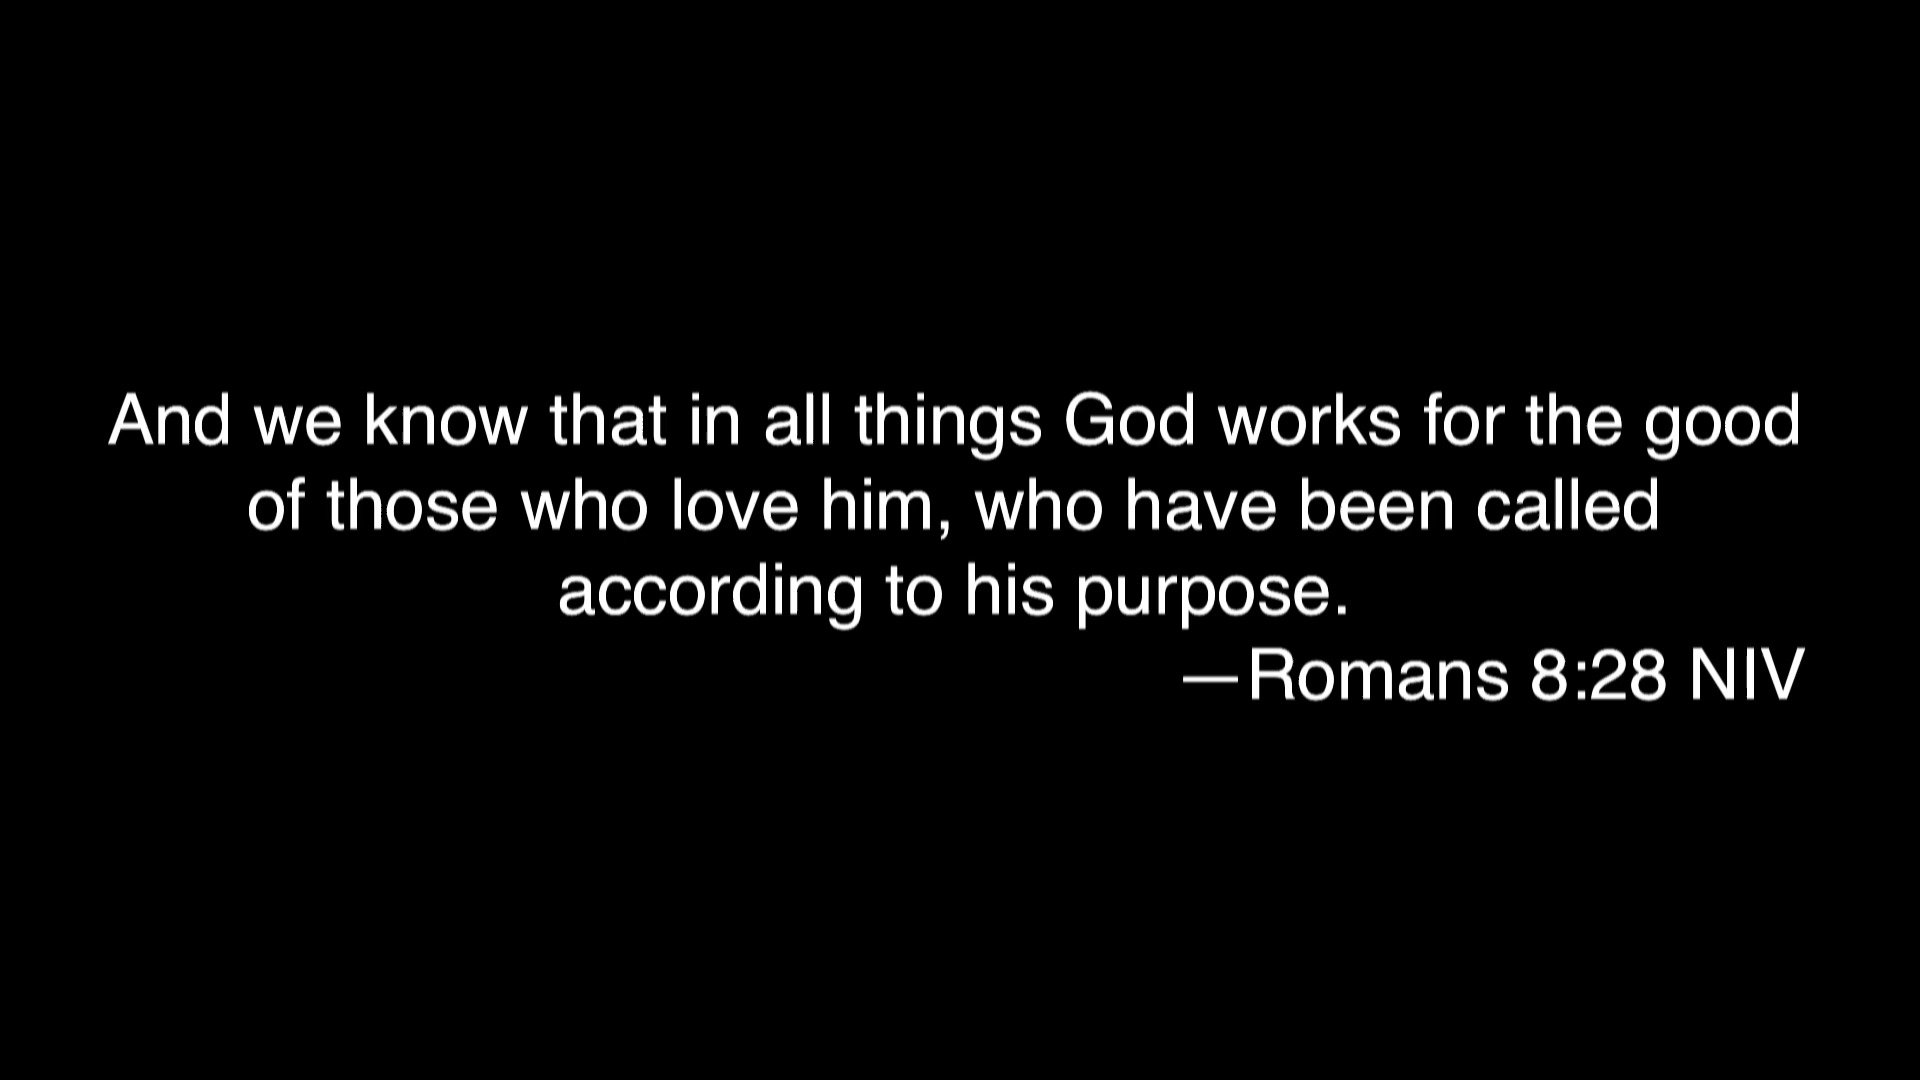 And we know that in all things God works for the good
of those who love him, who have been called
according to his purpose.
—Romans 8:28 NIV